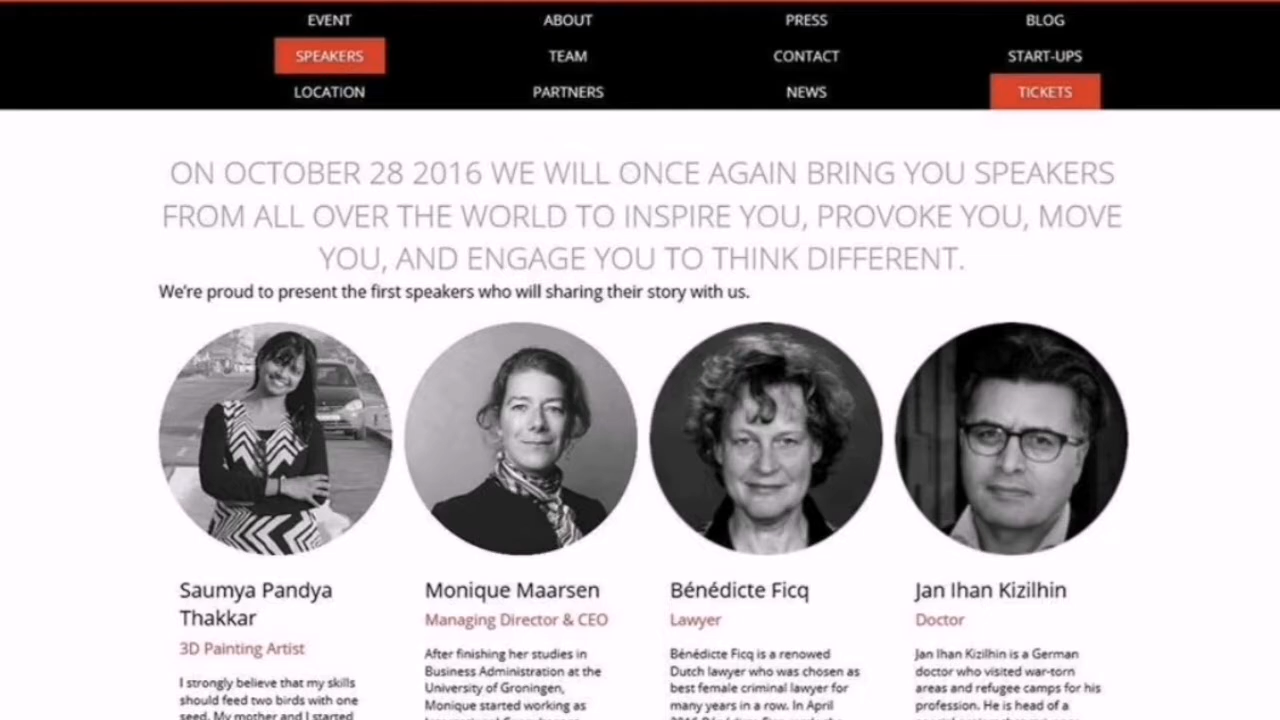 EVENT ABOUT PRESS BLOG
SPEAKERS TEAM CONTACT START-UPS
LOCATION PARTNERS NEWS TICKETS
ON OCTOBER 28 2016 WE WILL ONCE AGAIN BRING YOU SPEAKERS
FROM ALL OVER THE WORLD TO INSPIRE YOU, PROVOKE YOU, MOVE
YOU, AND ENGAGE YOU TO THINK DIFFERENT.
We're proud to present the first speakers who will sharing their story with us.
Saumya Pandya
Thakkar
3D Painting Artist
I strongly believe that my skills
should feed two birds with one
seed. My mother and I started
Monique Maarsen
Managing Director & CEO
After finishing her studies in
Business Administration at the
University of Groningen,
Monique started working as
Bénédicte Ficq
Lawyer
Bénédicte Ficq is a renowned
Dutch lawyer who was chosen as
best female criminal lawyer for
many years in a row. In April
Jan Ihan Kizilhin
Doctor
Jan Ihan Kizilhin is a German
doctor who visited war-torn
areas and refugee camps for his
profession. He is head of a